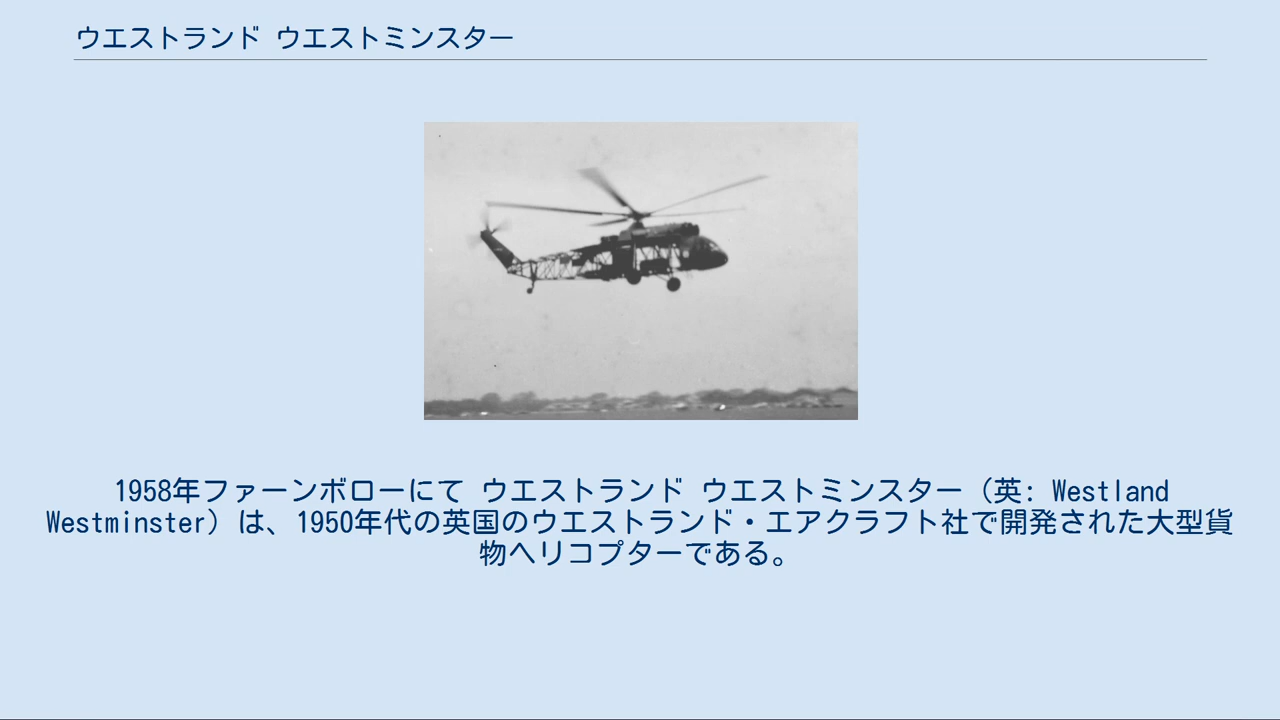 ウエストランド ウエストミンスター
1958年ファーンボローにて ウエストランド ウエストミンスター（英: Westland
Westminster）は、1950年代の英国のウエストランド・エアクラフト社で開発された大型貨
物ヘリコプターである。